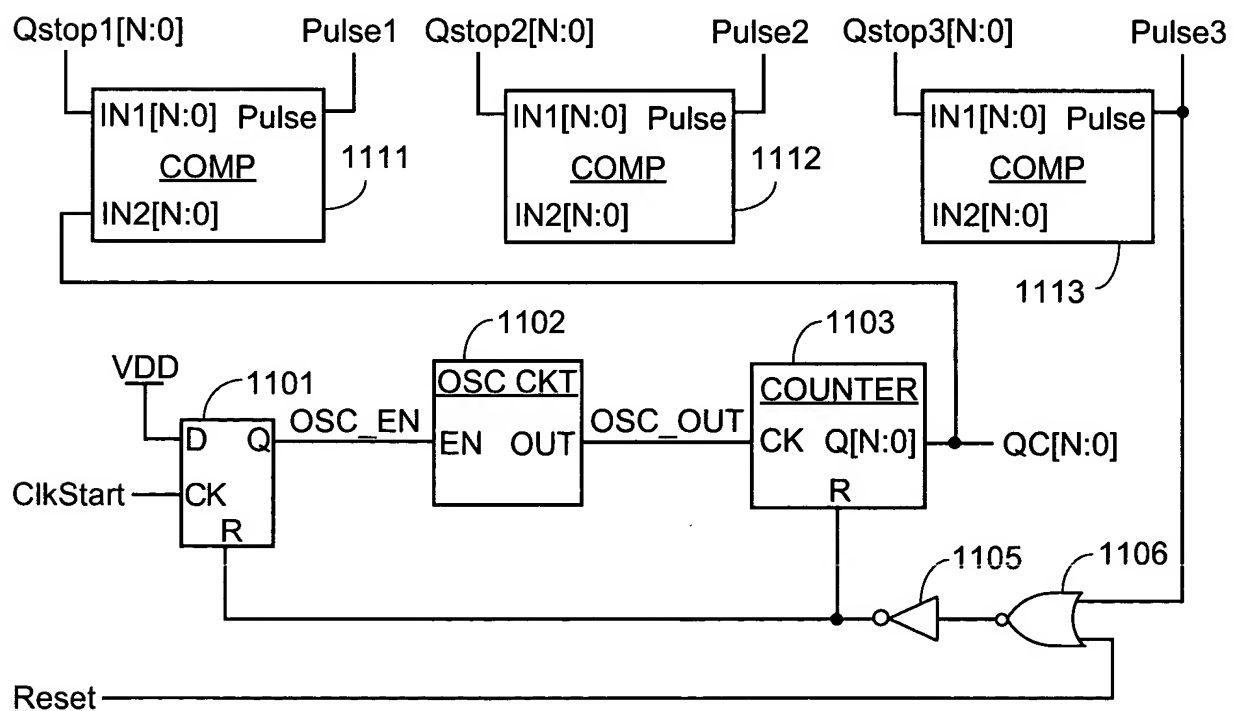 Qstop1[N:0] Pulse1 Qstop2[N:0] Pulse2 Qstop3[N:0] Pulse3
IN1[N:0] Pulse IN1[N:0] Pulse IN1[N:0] Pulse
COMP 1111 COMP 1112 COMP
IN2[N:0] IN2[N:0] IN2[N:0]
1113
1102 1103
VDD 1101 OSC CKT COUNTER
D Q OSC_EN EN OUT OSC_OUT CK Q[N:0] QC[N:0]
ClkStart CK R
R 1105 1106
Reset